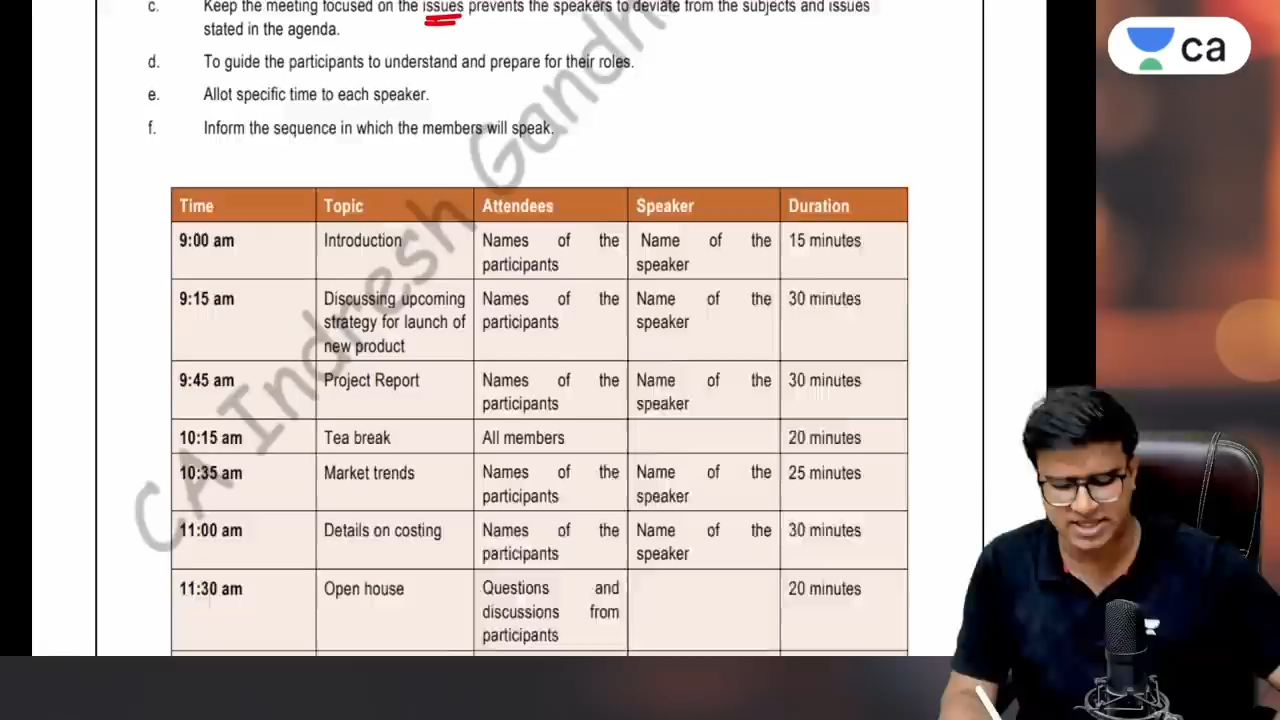 c. Keep the meeting focused on the issues prevents the speakers to deviate from the subjects and issues
stated in the agenda.
d. To guide the participants to understand and prepare for their roles.
e. Allot specific time to each speaker.
f. Inform the sequence in which the members will speak.
Time Topic Attendees Speaker Duration
9:00 am Introduction Names of the participants Name of the speaker 15 minutes
9:15 am Discussing upcoming strategy for launch of new product Names of the participants Name of the speaker 30 minutes
9:45 am Project Report Names of the participants Name of the speaker 30 minutes
10:15 am Tea break All members 20 minutes
10:35 am Market trends Names of the participants Name of the speaker 25 minutes
11:00 am Details on costing Names of the participants Name of the speaker 30 minutes
11:30 am Open house Questions and discussions from participants 20 minutes
CA Indresh Gandhi
ca